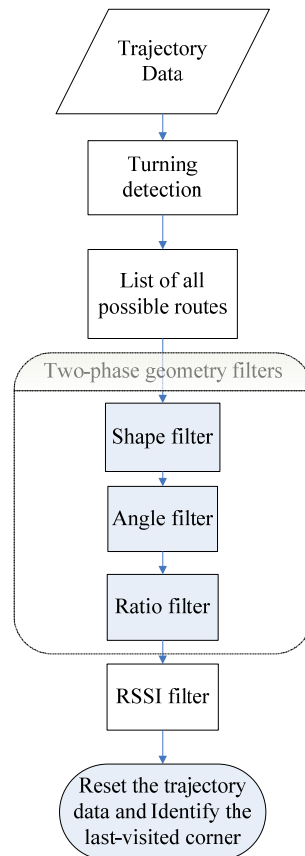 Trajectory
Data
Turning
detection
List of all
possible routes
Two-phase geometry filters
Shape filter
Angle filter
Ratio filter
RSSI filter
Reset the trajectory
data and Identify the
last-visited corner